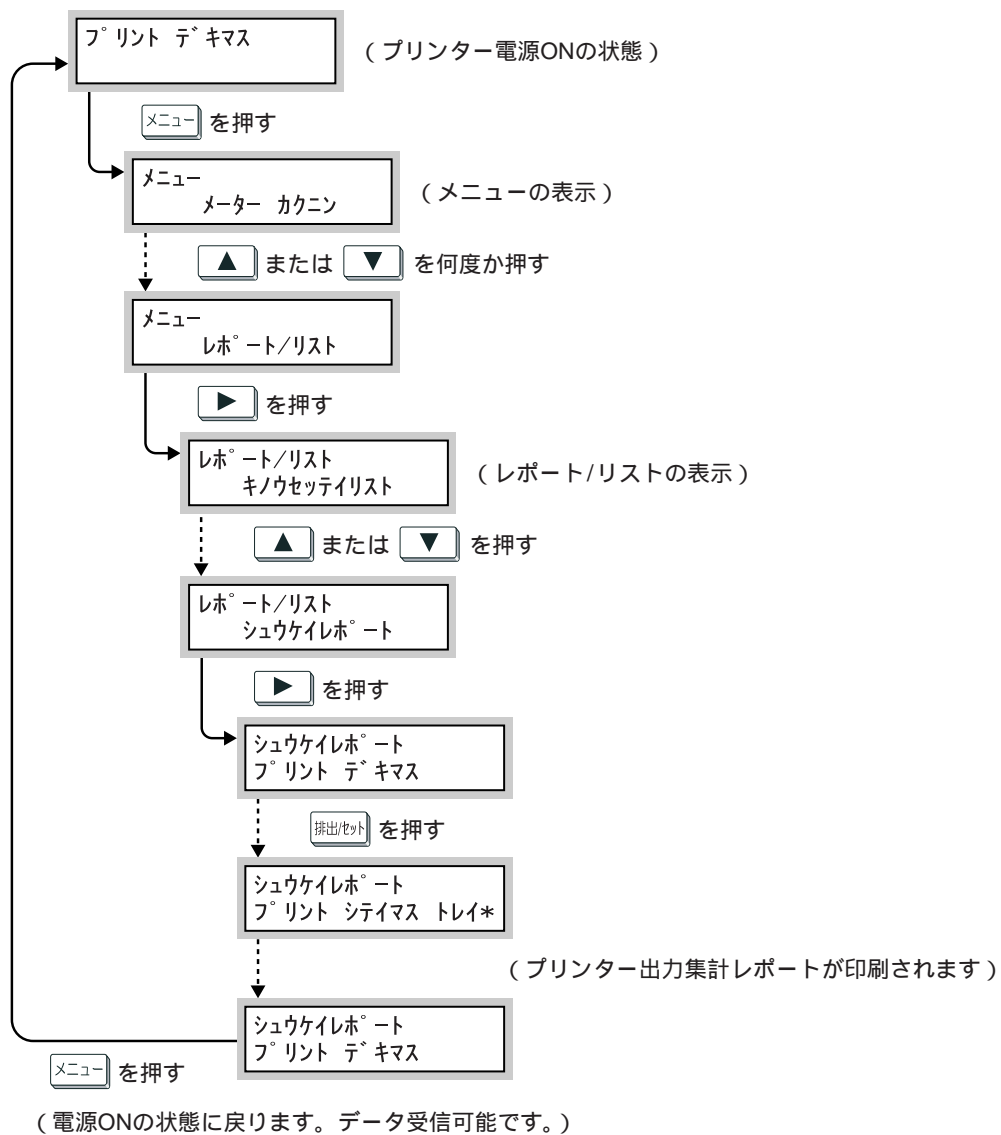 プリント デキマス
（プリンター電源ONの状態）
メニュー を押す
メニュー
メーター カクニン
（メニューの表示）
▲ または ▼ を何度か押す
メニュー
レポート/リスト
▶ を押す
レポート/リスト
キノウセッテイリスト
（レポート/リストの表示）
▲ または ▼ を押す
レポート/リスト
シュウケイレポート
▶ を押す
シュウケイレポート
プリント デキマス
排出/セット を押す
シュウケイレポート
プリント シテイマス トレイ*
（プリンター出力集計レポートが印刷されます）
シュウケイレポート
プリント デキマス
メニュー を押す
（電源ONの状態に戻ります。データ受信可能です。）